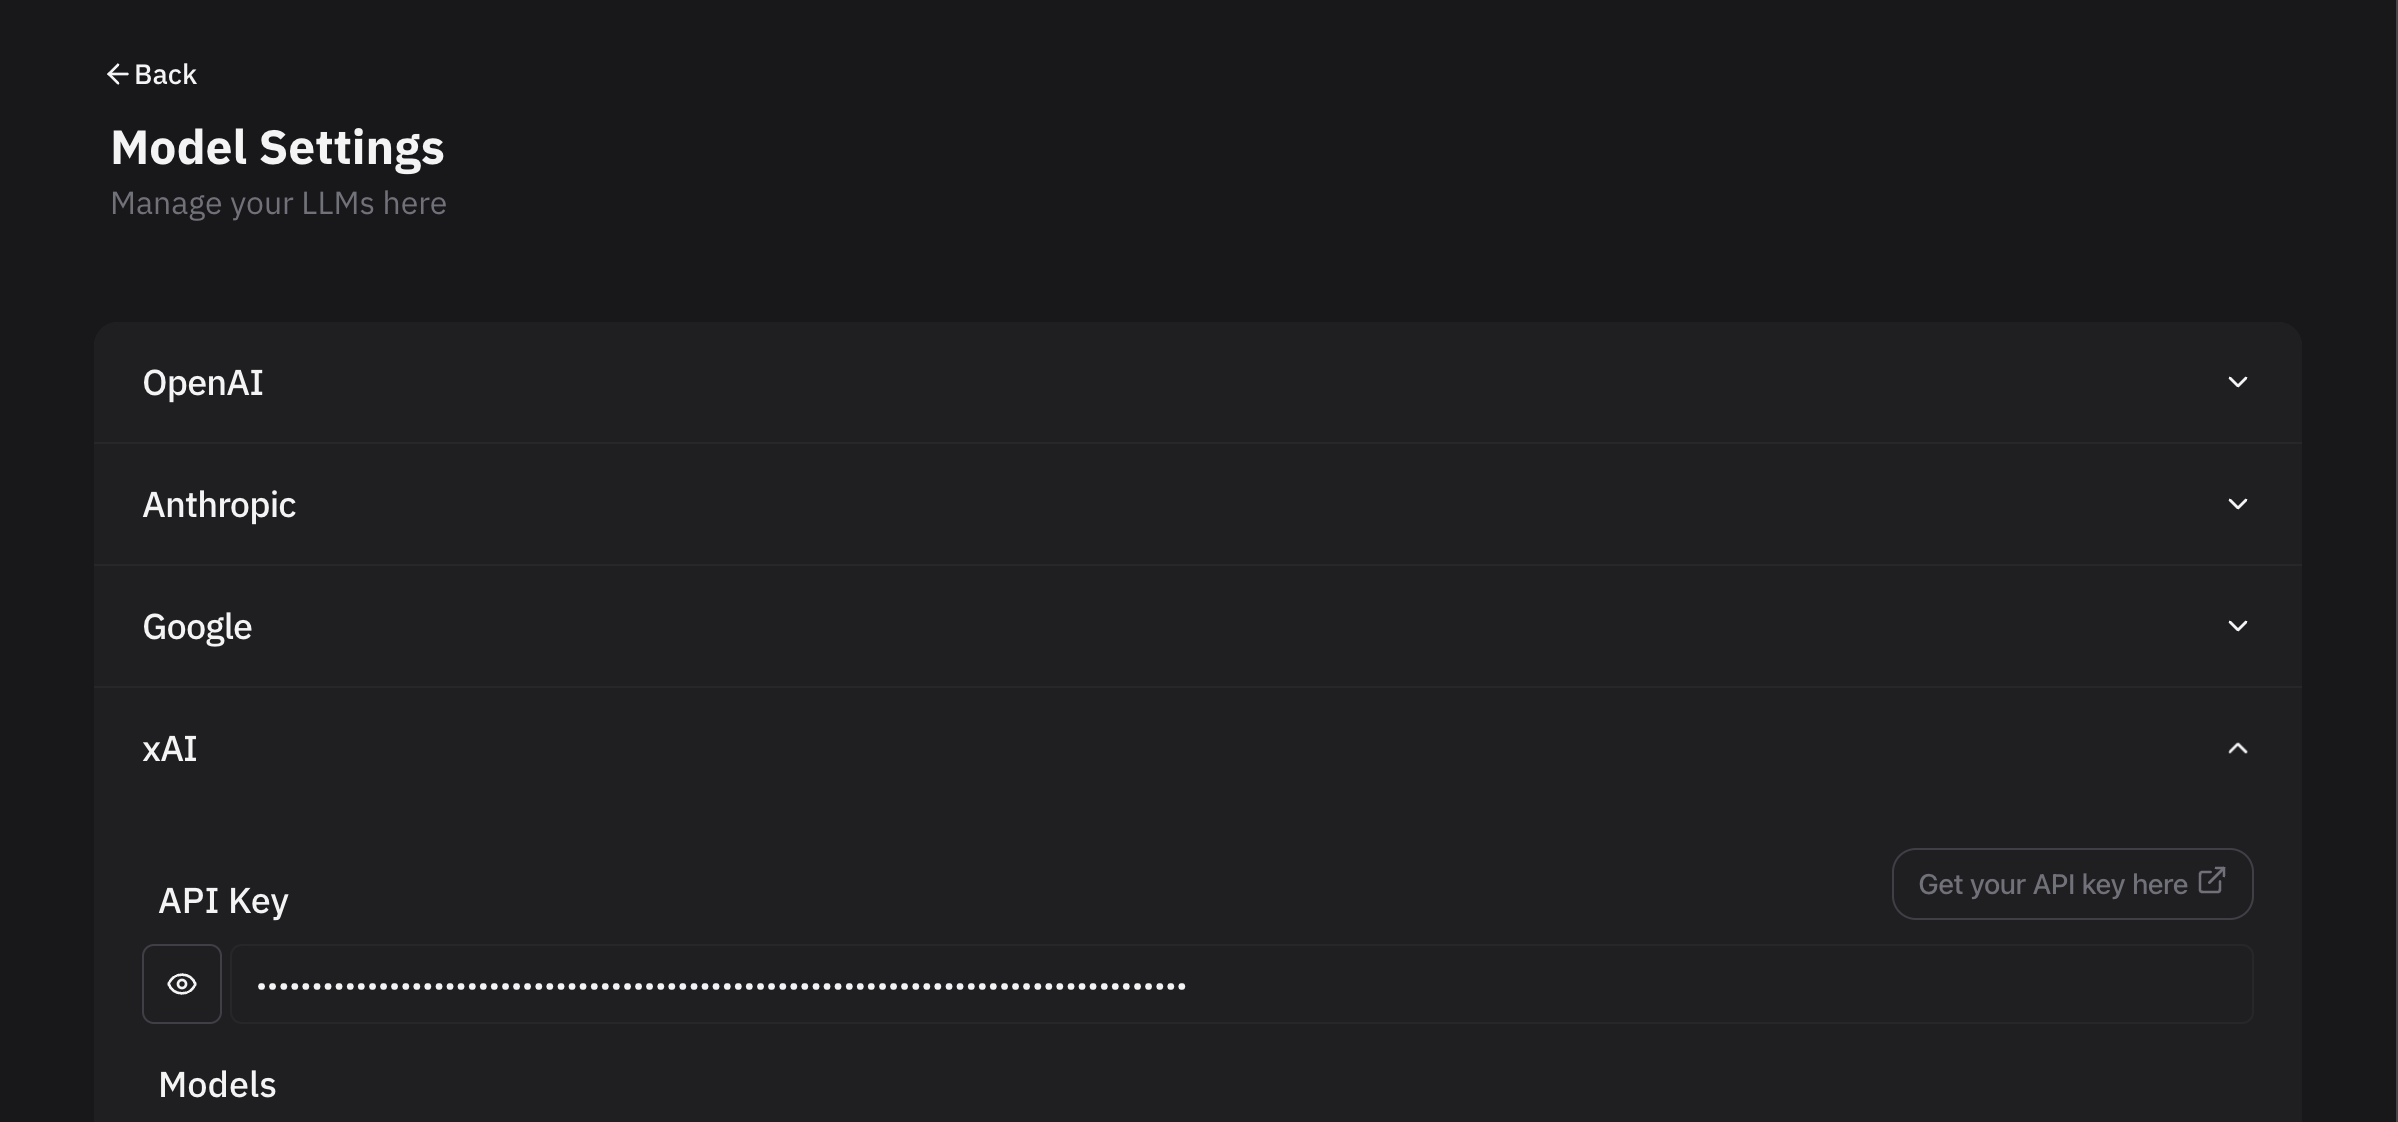 Back
Model Settings
Manage your LLMs here
OpenAI
Anthropic
Google
xAI
Get your API key here
API Key
Models